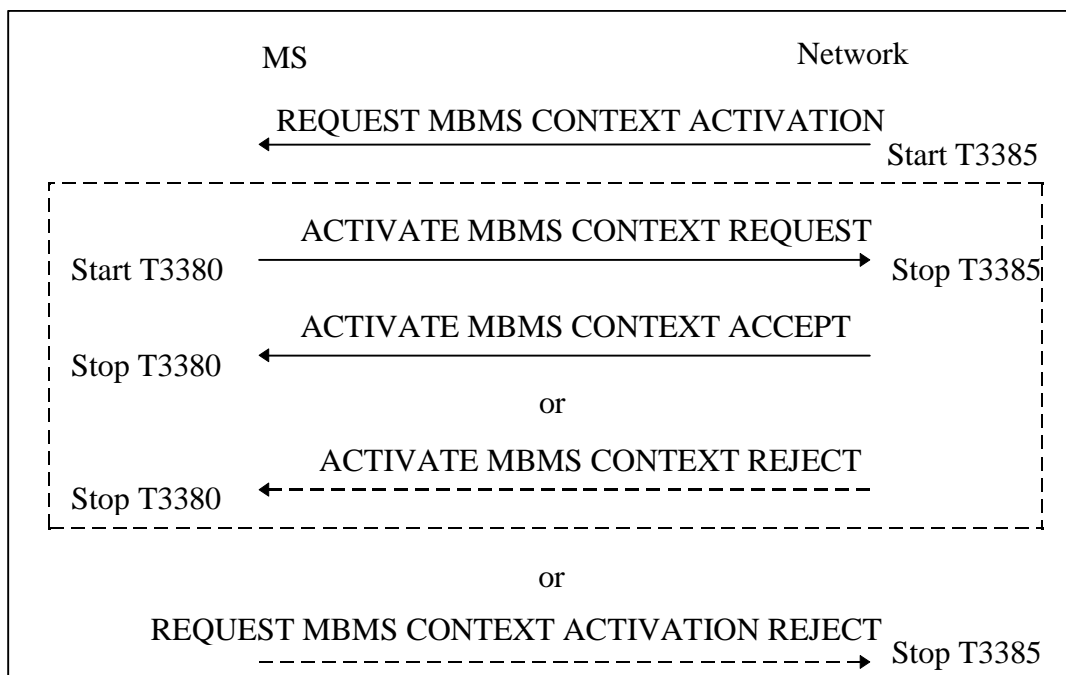 MS Network
REQUEST MBMS CONTEXT ACTIVATION
Start T3385
ACTIVATE MBMS CONTEXT REQUEST
Start T3380 Stop T3385
ACTIVATE MBMS CONTEXT ACCEPT
Stop T3380
or
ACTIVATE MBMS CONTEXT REJECT
Stop T3380
or
REQUEST MBMS CONTEXT ACTIVATION REJECT
Stop T3385